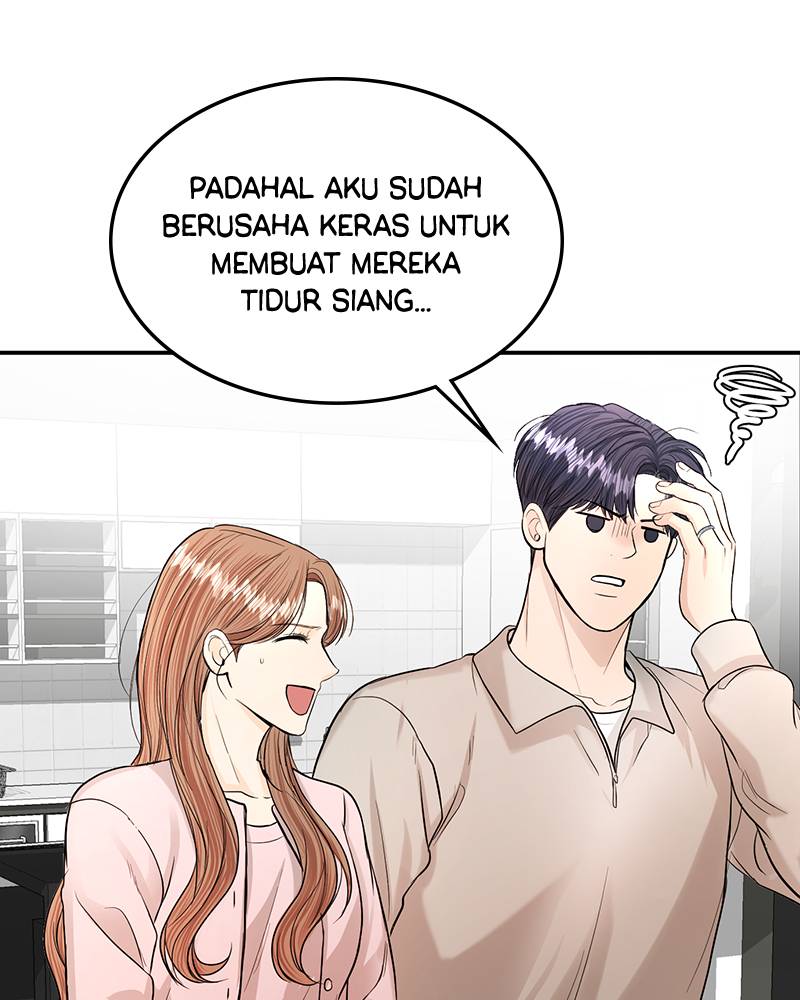 PADAHAL AKU SUDAH
BERUSAHA KERAS UNTUK
MEMBUAT MEREKA
TIDUR SIANG...